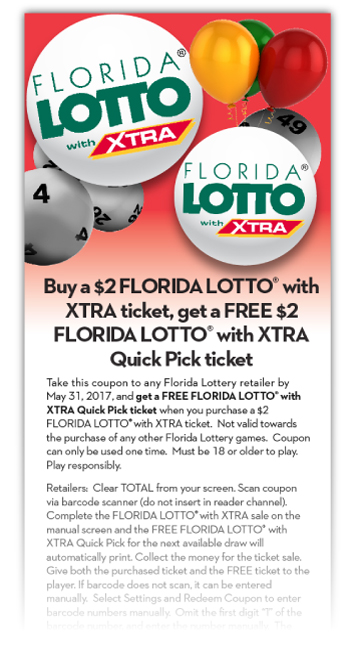 FLORIDA®
LOTTO
with XTRA
49
4
FLORIDA®
LOTTO
with XTRA
Buy a $2 FLORIDA LOTTO® with
XTRA ticket, get a FREE $2
FLORIDA LOTTO® with XTRA
Quick Pick ticket
Take this coupon to any Florida Lottery retailer by
May 31, 2017, and get a FREE FLORIDA LOTTO® with
XTRA Quick Pick ticket when you purchase a $2
FLORIDA LOTTO® with XTRA ticket. Not valid towards
the purchase of any other Florida Lottery games. Coupon
can only be used one time. Must be 18 or older to play.
Play responsibly.
Retailers: Clear TOTAL from your screen. Scan coupon
via barcode scanner (do not insert in reader channel).
Complete the FLORIDA LOTTO® with XTRA sale on the
manual screen and the FREE FLORIDA LOTTO® with
XTRA Quick Pick for the next available draw will
automatically print. Collect the money for the ticket sale.
Give both the purchased ticket and the FREE ticket to the
player. If barcode does not scan, it can be entered
manually. Select Settings and Redeem Coupon to enter
barcode numbers manually. Omit the first digit "1" of the
barcode number and enter the number manually. The